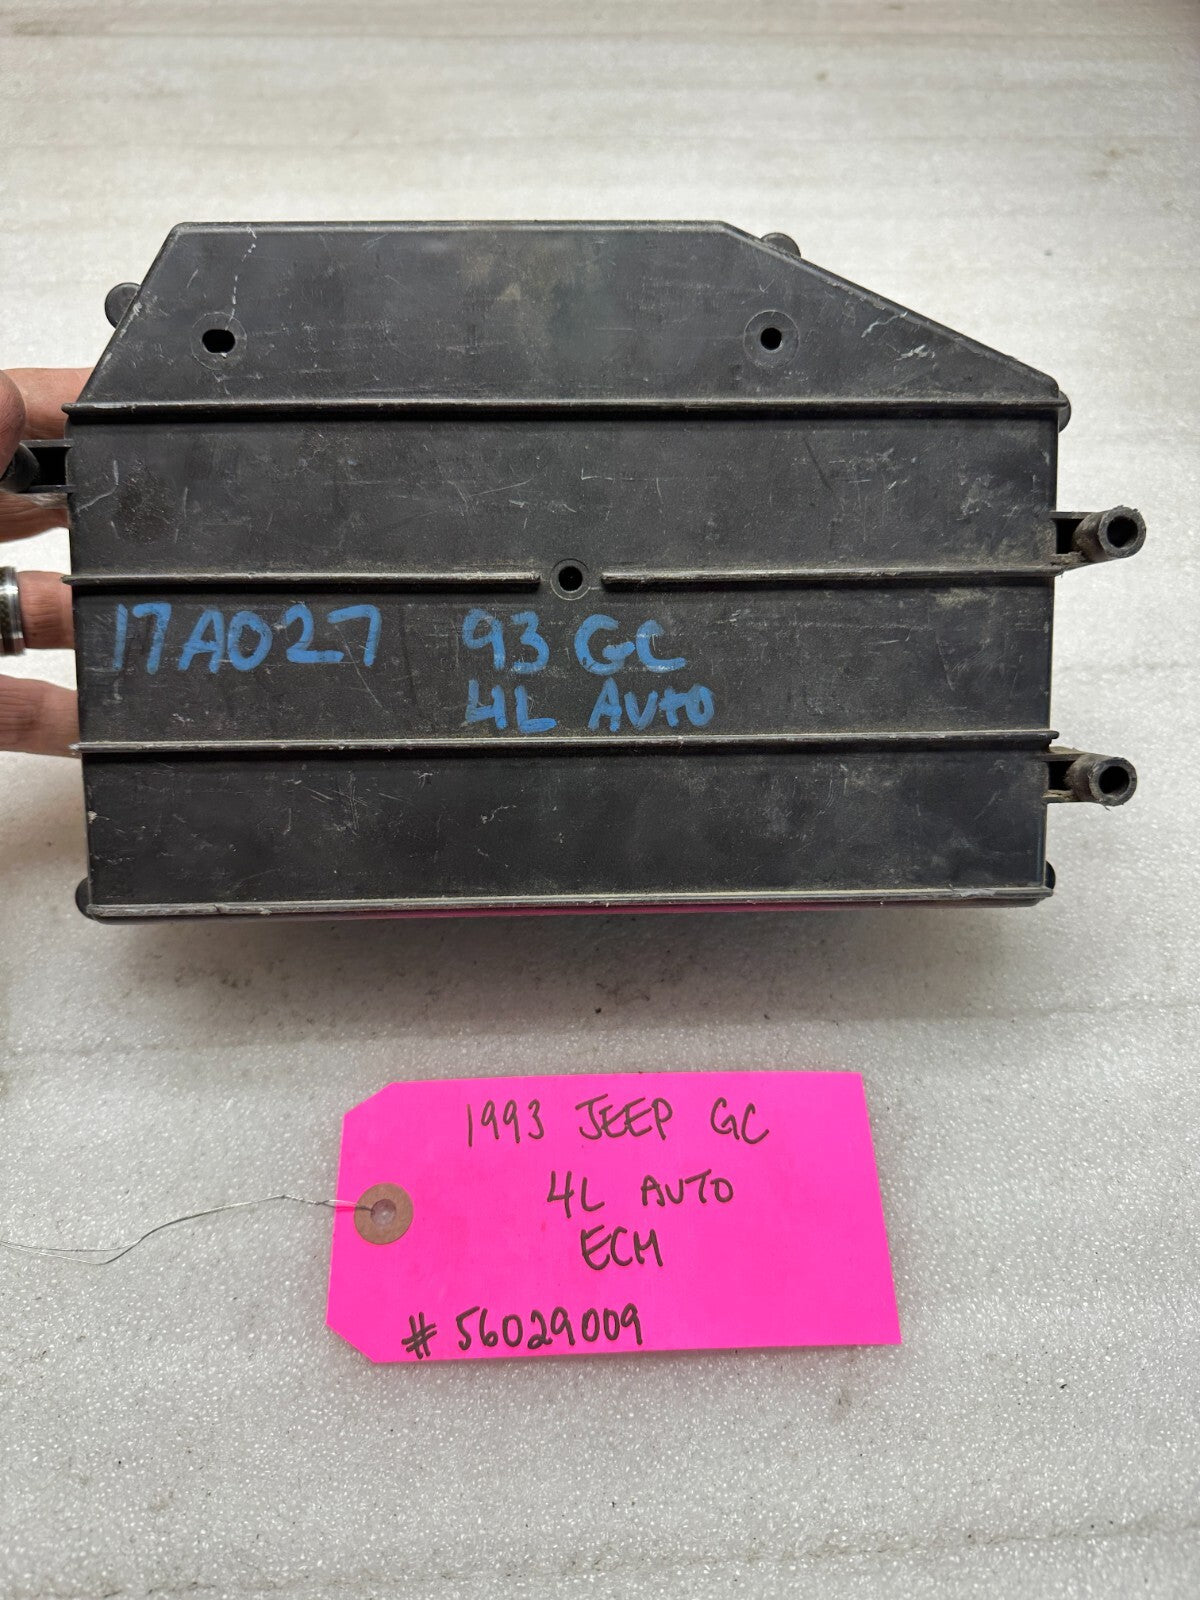 17A027 93 GC
4L AUTO
1993 JEEP GC
4L AUTO
ECM
# 56029009